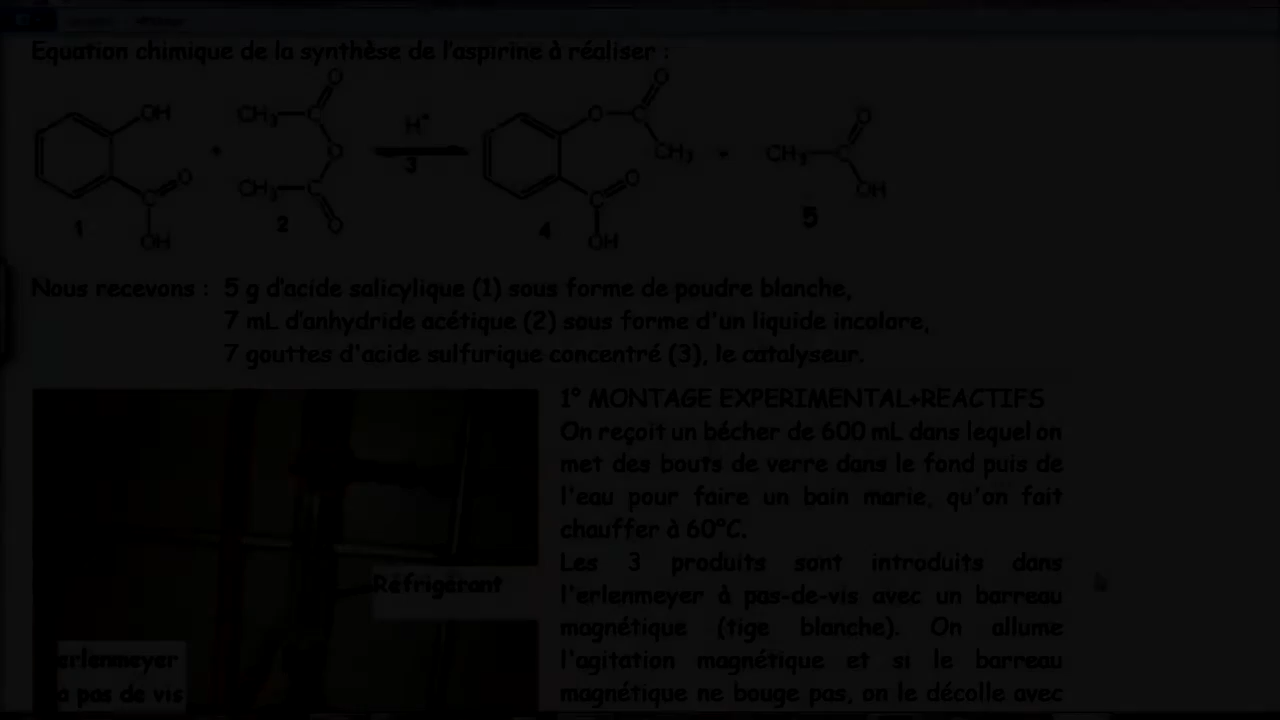 Equation chimique de la synthèse de l'aspirine à réaliser :
OH
C
O
OH
1
+
CH₃ C O
O
CH₃ C O
2
H⁺
3
O C O
CH₃
C O
OH
4
+
CH₃ C O
OH
5
Nous recevons : 5 g d'acide salicylique (1) sous forme de poudre blanche,
7 mL d'anhydride acétique (2) sous forme d'un liquide incolore,
7 gouttes d'acide sulfurique concentré (3), le catalyseur.
1° MONTAGE EXPERIMENTAL+REACTIFS
On reçoit un bécher de 600 mL dans lequel on
met des bouts de verre dans le fond puis de
l'eau pour faire un bain marie, qu'on fait
chauffer à 60°C.
Les 3 produits sont introduits dans
l'erlenmeyer à pas-de-vis avec un barreau
magnétique (tige blanche). On allume
l'agitation magnétique et si le barreau
magnétique ne bouge pas, on le décolle avec
Réfrigérant
erlenmeyer
à pas de vis